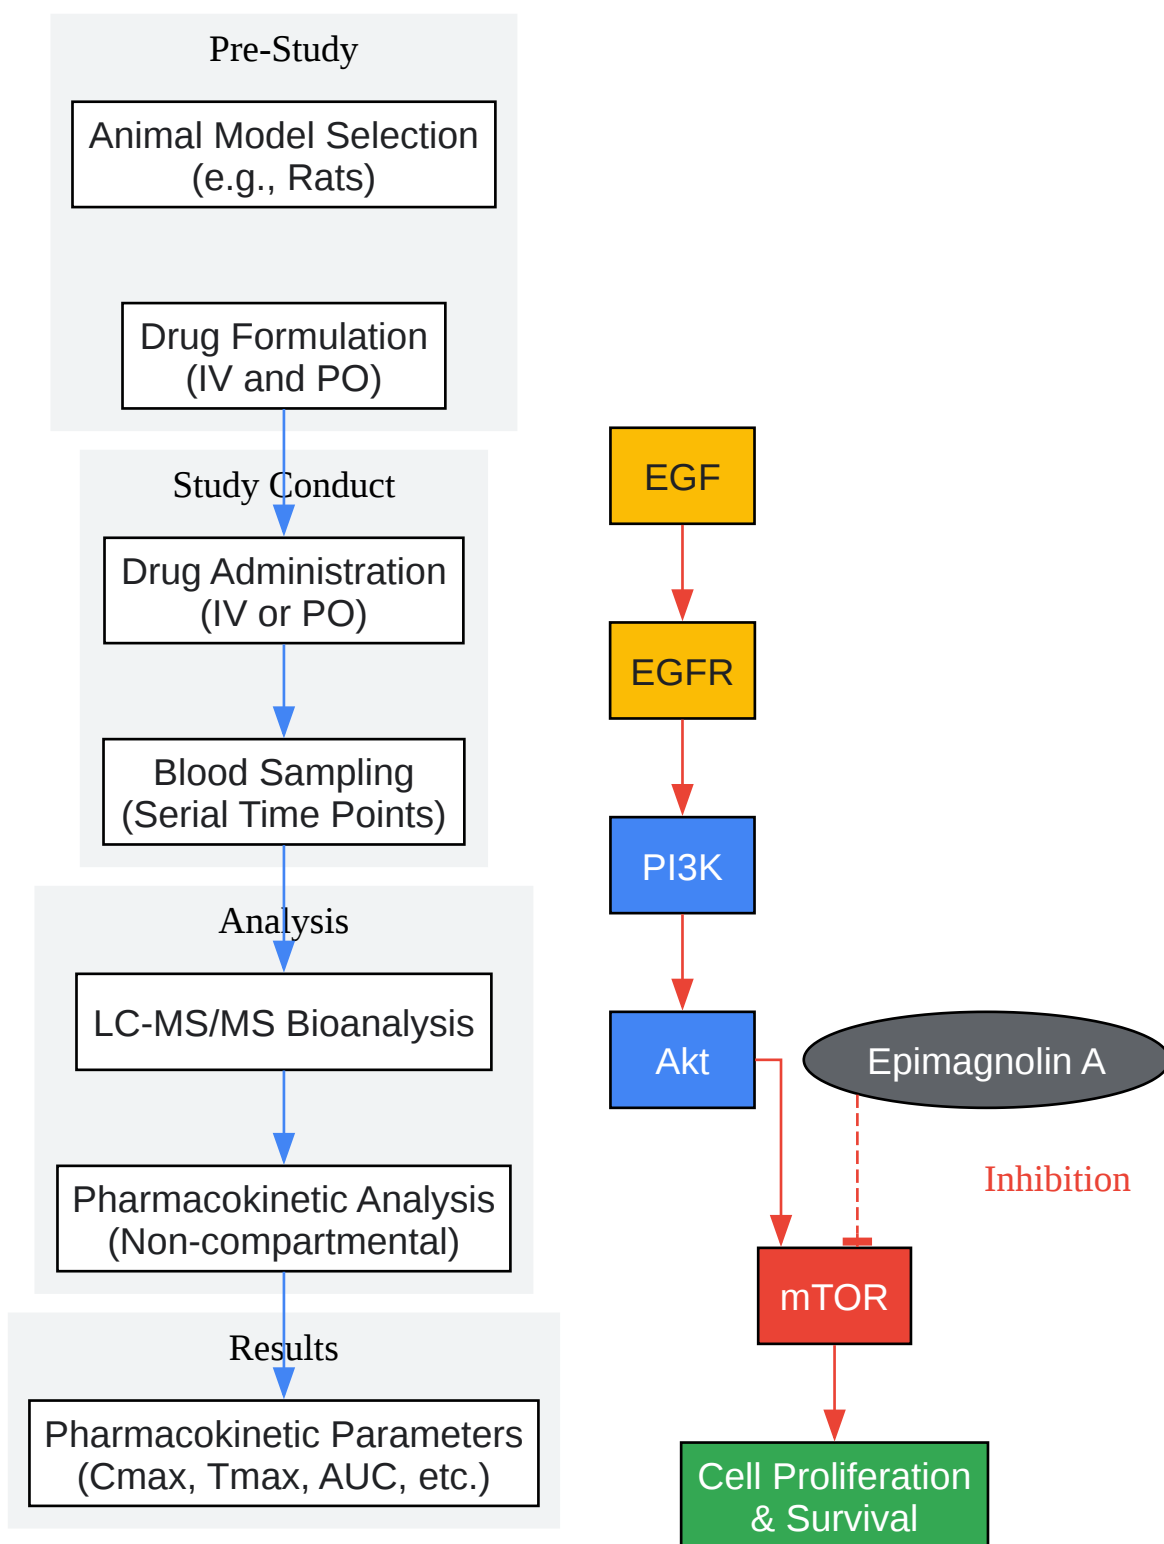 Pre-Study
Animal Model Selection
(e.g., Rats)
Drug Formulation
(IV and PO)
Study Conduct
Drug Administration
(IV or PO)
Blood Sampling
(Serial Time Points)
Analysis
LC-MS/MS Bioanalysis
Pharmacokinetic Analysis
(Non-compartmental)
Results
Pharmacokinetic Parameters
(Cmax, Tmax, AUC, etc.)
EGF
EGFR
PI3K
Akt
Epimagnolin A
Inhibition
mTOR
Cell Proliferation
& Survival